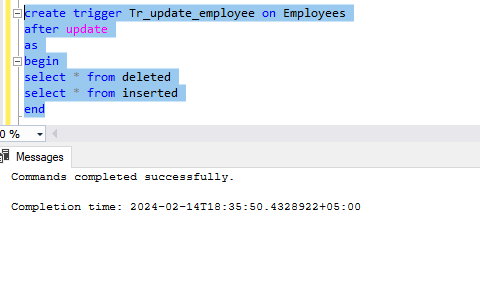 create trigger Tr_update_employee on Employees
after update
as
begin
select * from deleted
select * from inserted
end
0 %
Messages
Commands completed successfully.
Completion time: 2024-02-14T18:35:50.4328922+05:00